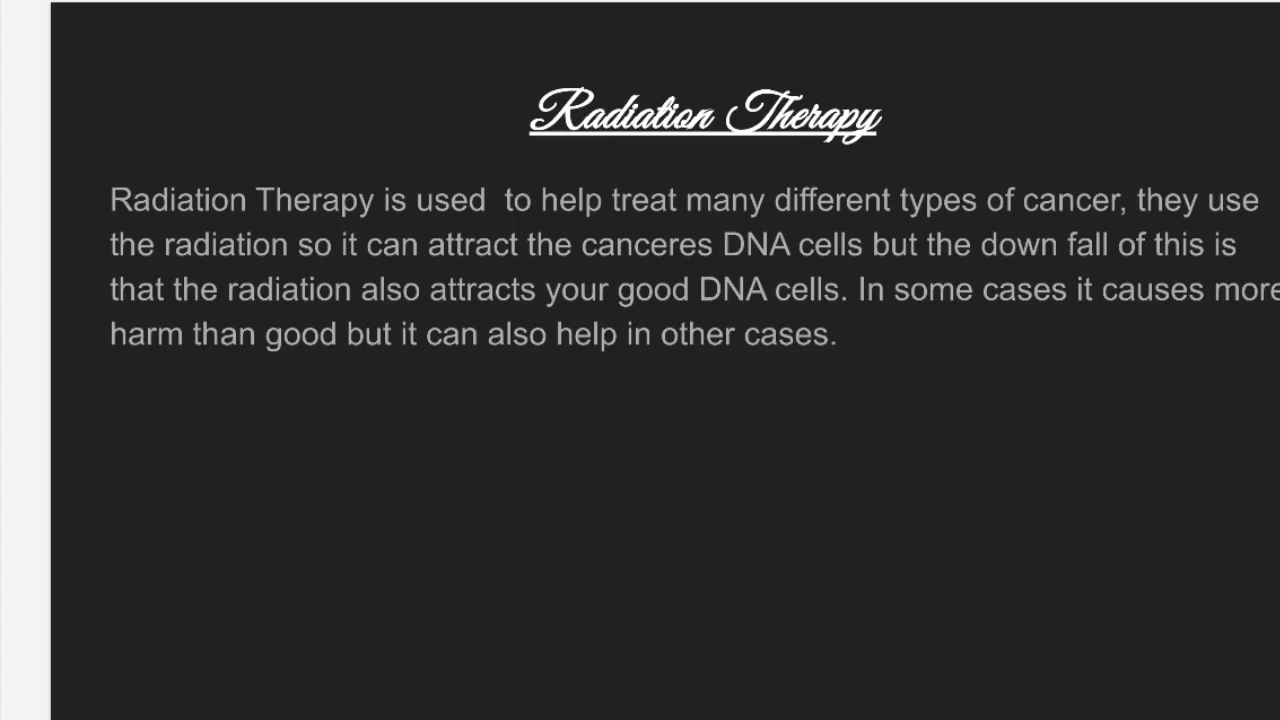 Radiation Therapy
Radiation Therapy is used  to help treat many different types of cancer, they use
the radiation so it can attract the canceres DNA cells but the down fall of this is
that the radiation also attracts your good DNA cells. In some cases it causes more
harm than good but it can also help in other cases.